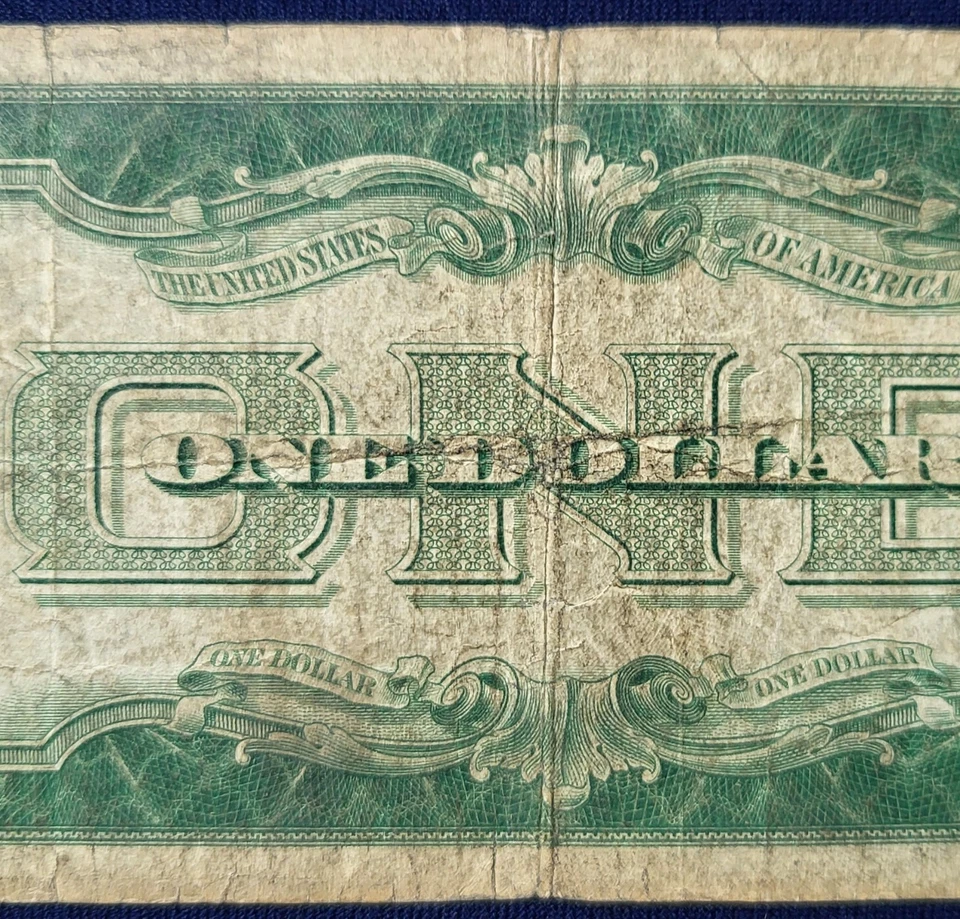 THE UNITED STATES OF AMERICA
ONE
ONE DOLLAR
ONE DOLLAR ONE DOLLAR